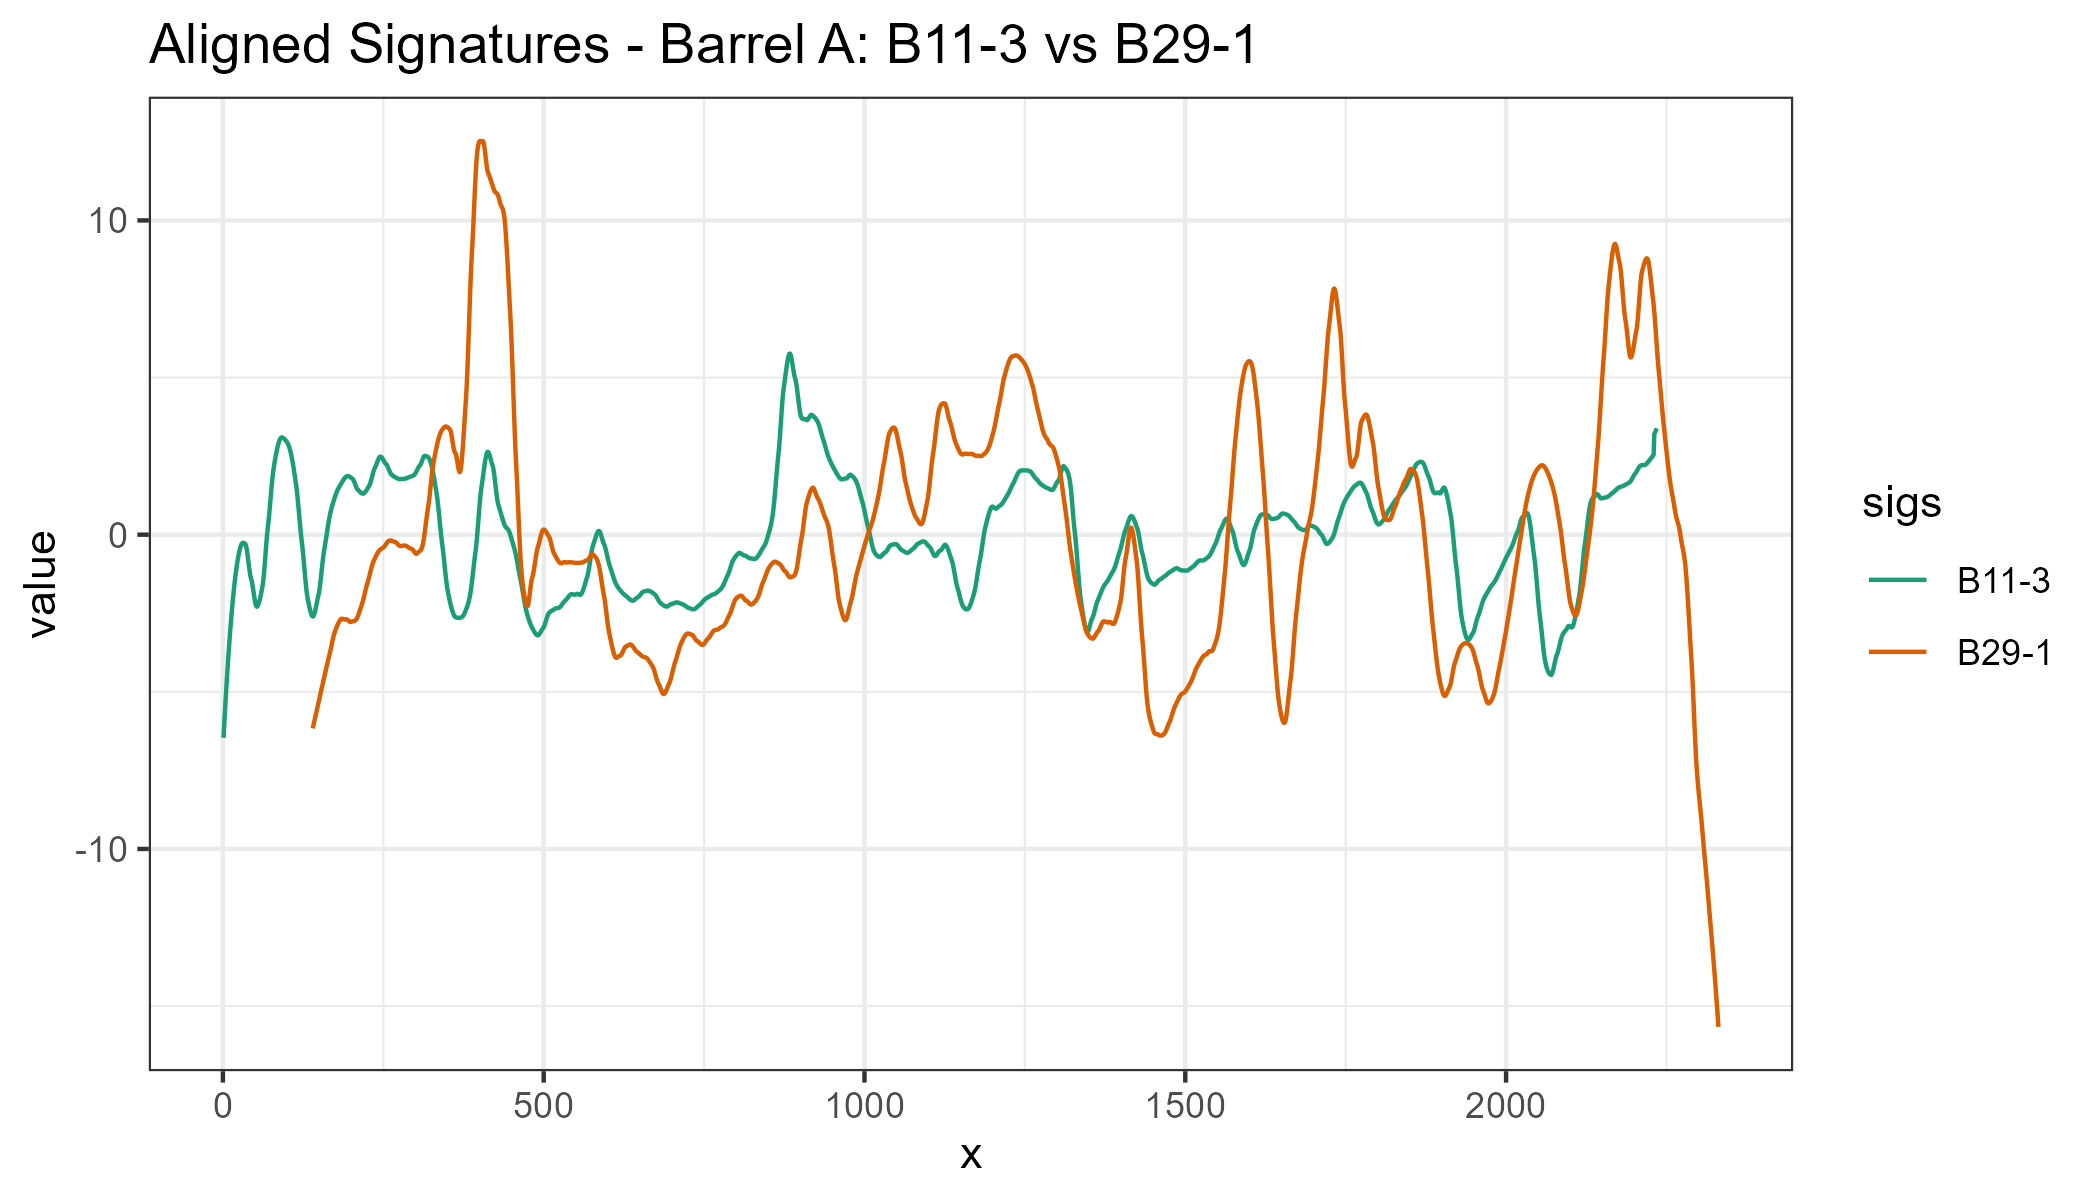 Aligned Signatures - Barrel A: B11-3 vs B29-1
10
0
-10
value
0 500 1000 1500 2000
x
sigs
B11-3
B29-1